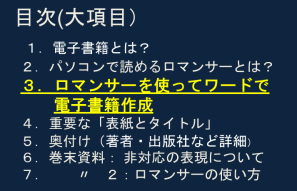 目次(大項目)
1．電子書籍とは？
2．パソコンで読めるロマンサーとは？
3．ロマンサーを使ってワードで
電子書籍作成
4．重要な「表紙とタイトル」
5．奥付け（著者・出版社など詳細)
6．巻末資料：非対応の表現について
7．　〃　2：ロマンサーの使い方